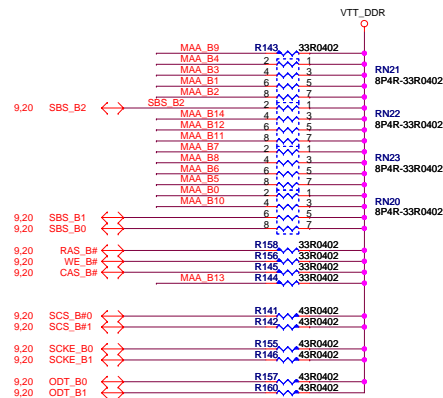 VTT_DDR
MAA_B9 R143 33R0402
MAA_B4 2 1
MAA_B3 4 3 RN21
MAA_B1 6 5 8P4R-33R0402
MAA_B2 8 7
9,20 SBS_B2 SBS_B2 2 1
MAA_B14 4 3 RN22
MAA_B12 6 5 8P4R-33R0402
MAA_B11 8 7
MAA_B7 2 1
MAA_B8 4 3 RN23
MAA_B6 6 5 8P4R-33R0402
MAA_B5 8 7
MAA_B0 2 1
MAA_B10 4 3 RN20
9,20 SBS_B1 6 5 8P4R-33R0402
9,20 SBS_B0 8 7
9,20 RAS_B# R158 33R0402
9,20 WE_B# R156 33R0402
9,20 CAS_B# R145 33R0402
MAA_B13 R144 33R0402
9,20 SCS_B#0 R141 43R0402
9,20 SCS_B#1 R142 43R0402
9,20 SCKE_B0 R155 43R0402
9,20 SCKE_B1 R146 43R0402
9,20 ODT_B0 R157 43R0402
9,20 ODT_B1 R160 43R0402